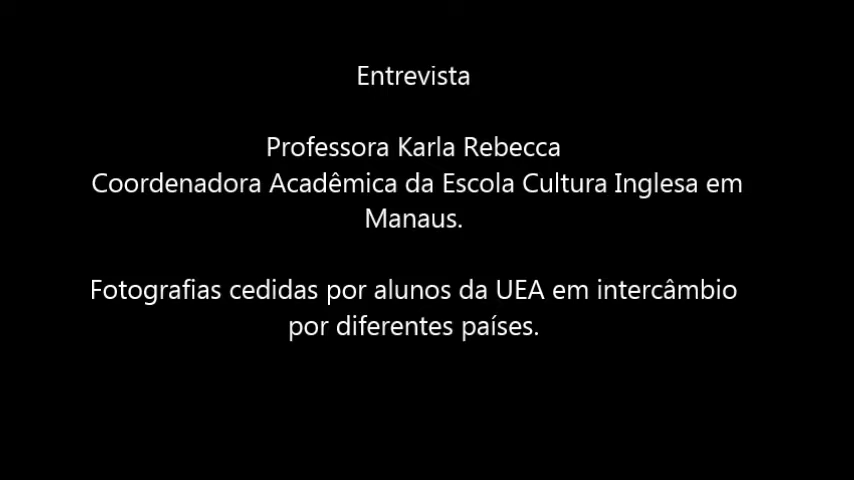 Entrevista
Professora Karla Rebecca
Coordenadora Acadêmica da Escola Cultura Inglesa em
Manaus.
Fotografias cedidas por alunos da UEA em intercâmbio
por diferentes países.